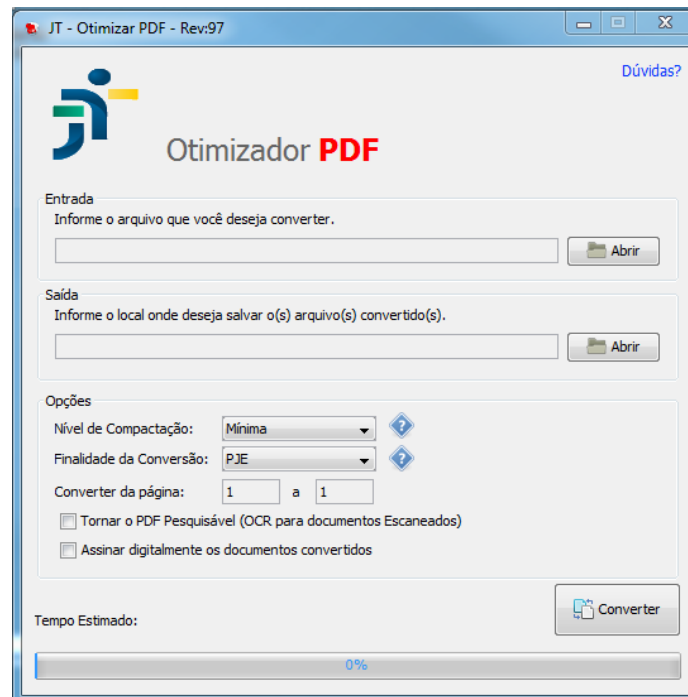 JT - Otimizar PDF - Rev:97
Dúvidas?
Otimizador PDF
Entrada
Informe o arquivo que você deseja converter.
Abrir
Saída
Informe o local onde deseja salvar o(s) arquivo(s) convertido(s).
Abrir
Opções
Nível de Compactação: Mínima ?
Finalidade da Conversão: PJE ?
Converter da página: 1 a 1
Tornar o PDF Pesquisável (OCR para documentos Escaneados)
Assinar digitalmente os documentos convertidos
Converter
Tempo Estimado:
0%